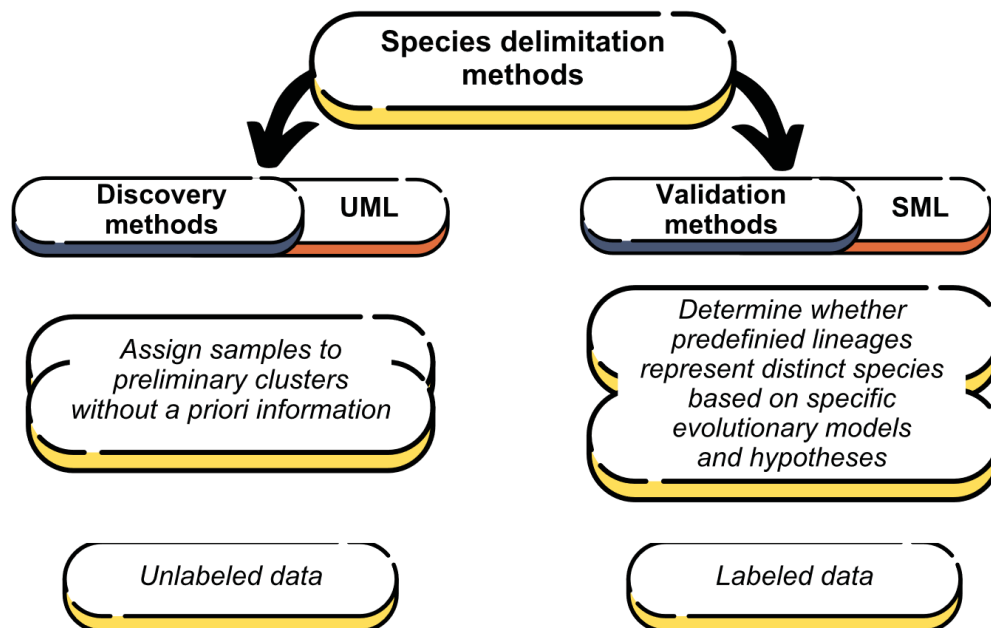 Species delimitation
methods
Discovery
methods
UML
Validation
methods
SML
Assign samples to
preliminary clusters
without a priori information
Determine whether
predefinied lineages
represent distinct species
based on specific
evolutionary models
and hypotheses
Unlabeled data
Labeled data